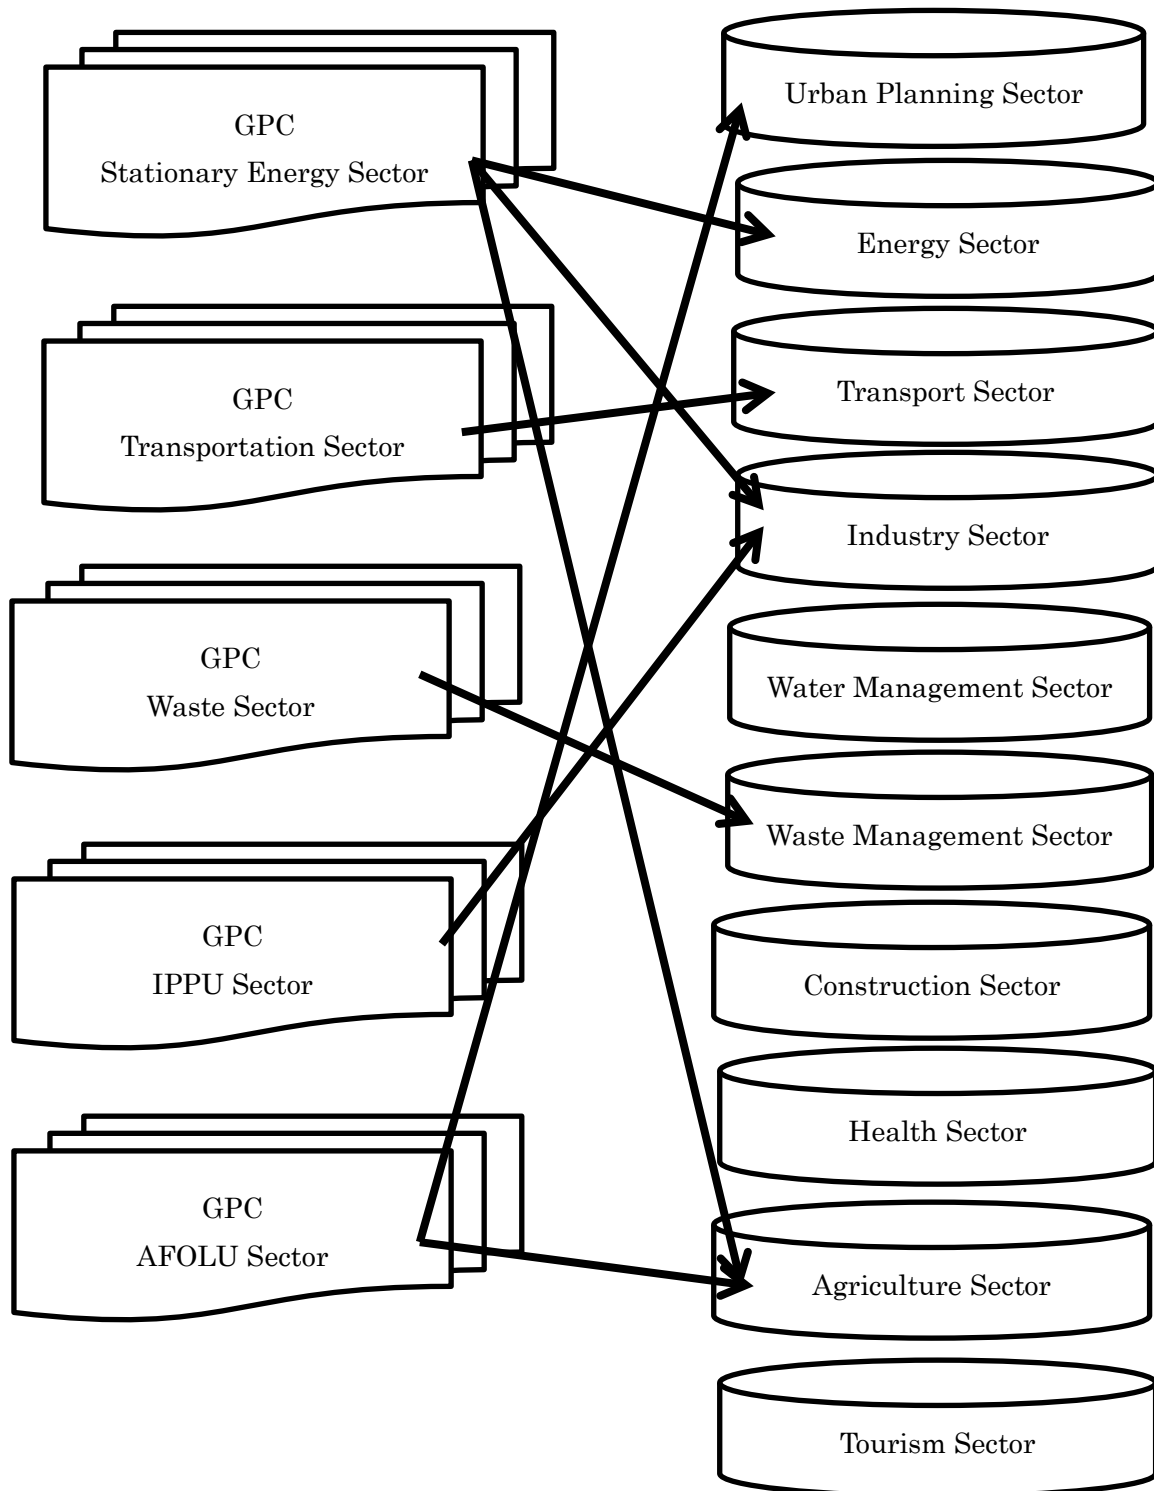 GPC
Stationary Energy Sector
GPC
Transportation Sector
GPC
Waste Sector
GPC
IPPU Sector
GPC
AFOLU Sector
Urban Planning Sector
Energy Sector
Transport Sector
Industry Sector
Water Management Sector
Waste Management Sector
Construction Sector
Health Sector
Agriculture Sector
Tourism Sector